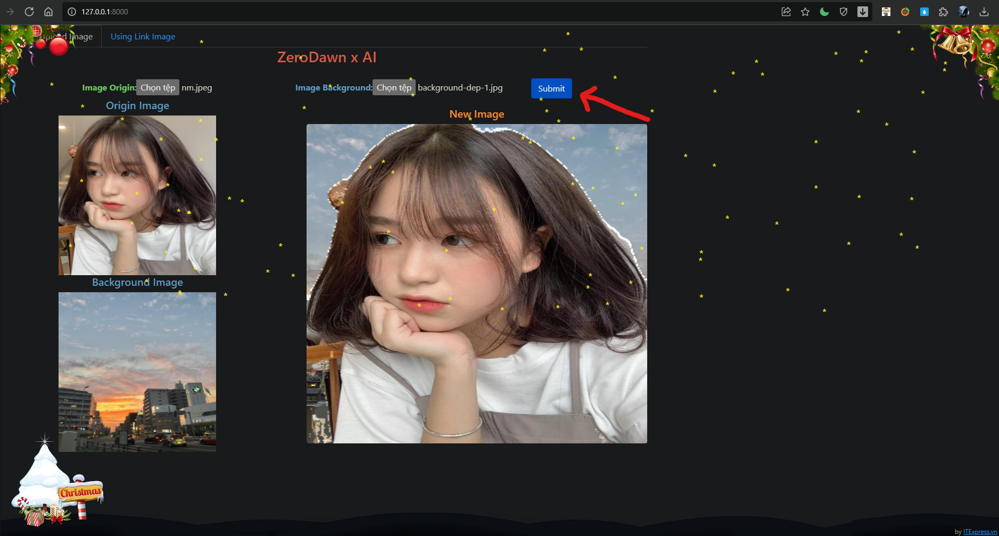 127.0.0.1:8000
Upload Image
Using Link Image
ZeroDawn x AI
Image Origin: Chọn tệp nm.jpeg
Image Background: Chọn tệp background-dep-1.jpg
Submit
Origin Image
New Image
Background Image
Christmas
by ITExpress.vn